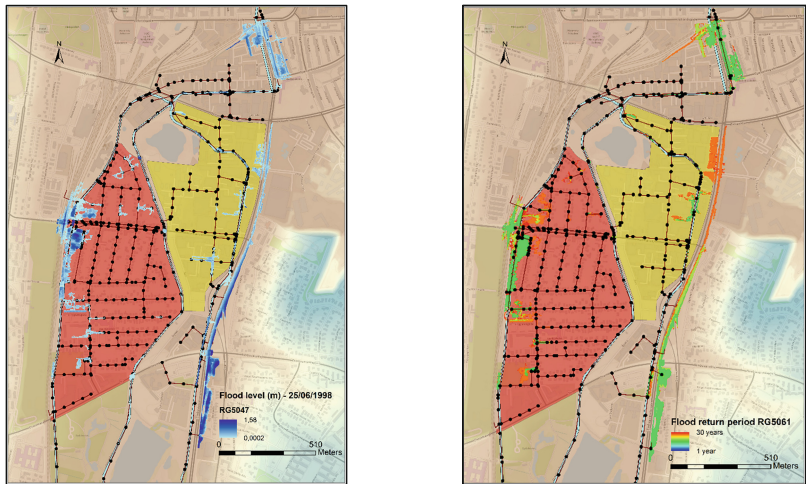 N
Flood level (m) - 25/06/1998
RG5047
1,58
0,0002
0
510
Meters
N
Flood return period RG5061
30 years
1 year
0
510
Meters